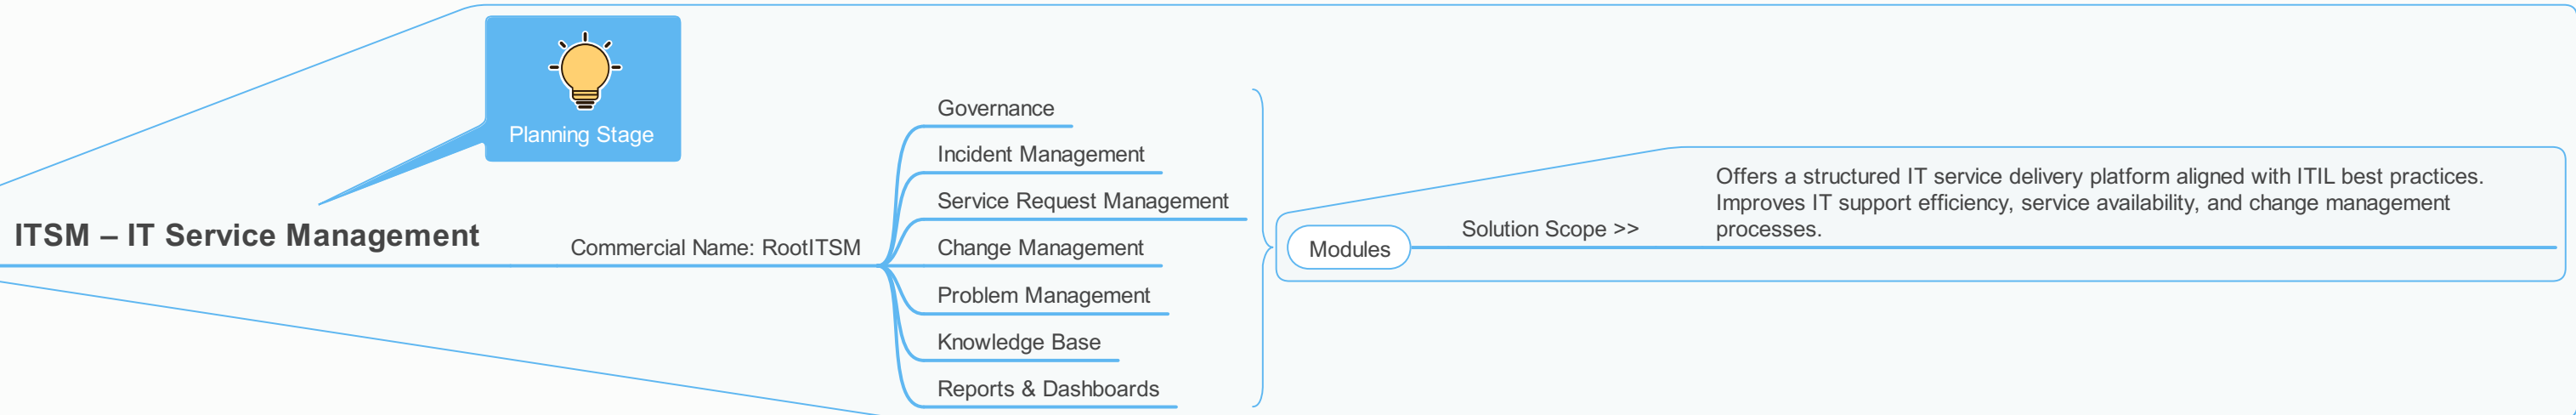 Planning Stage
ITSM – IT Service Management
Commercial Name: RootITSM
Governance
Incident Management
Service Request Management
Change Management
Problem Management
Knowledge Base
Reports & Dashboards
Modules
Solution Scope >>
Offers a structured IT service delivery platform aligned with ITIL best practices.
Improves IT support efficiency, service availability, and change management
processes.